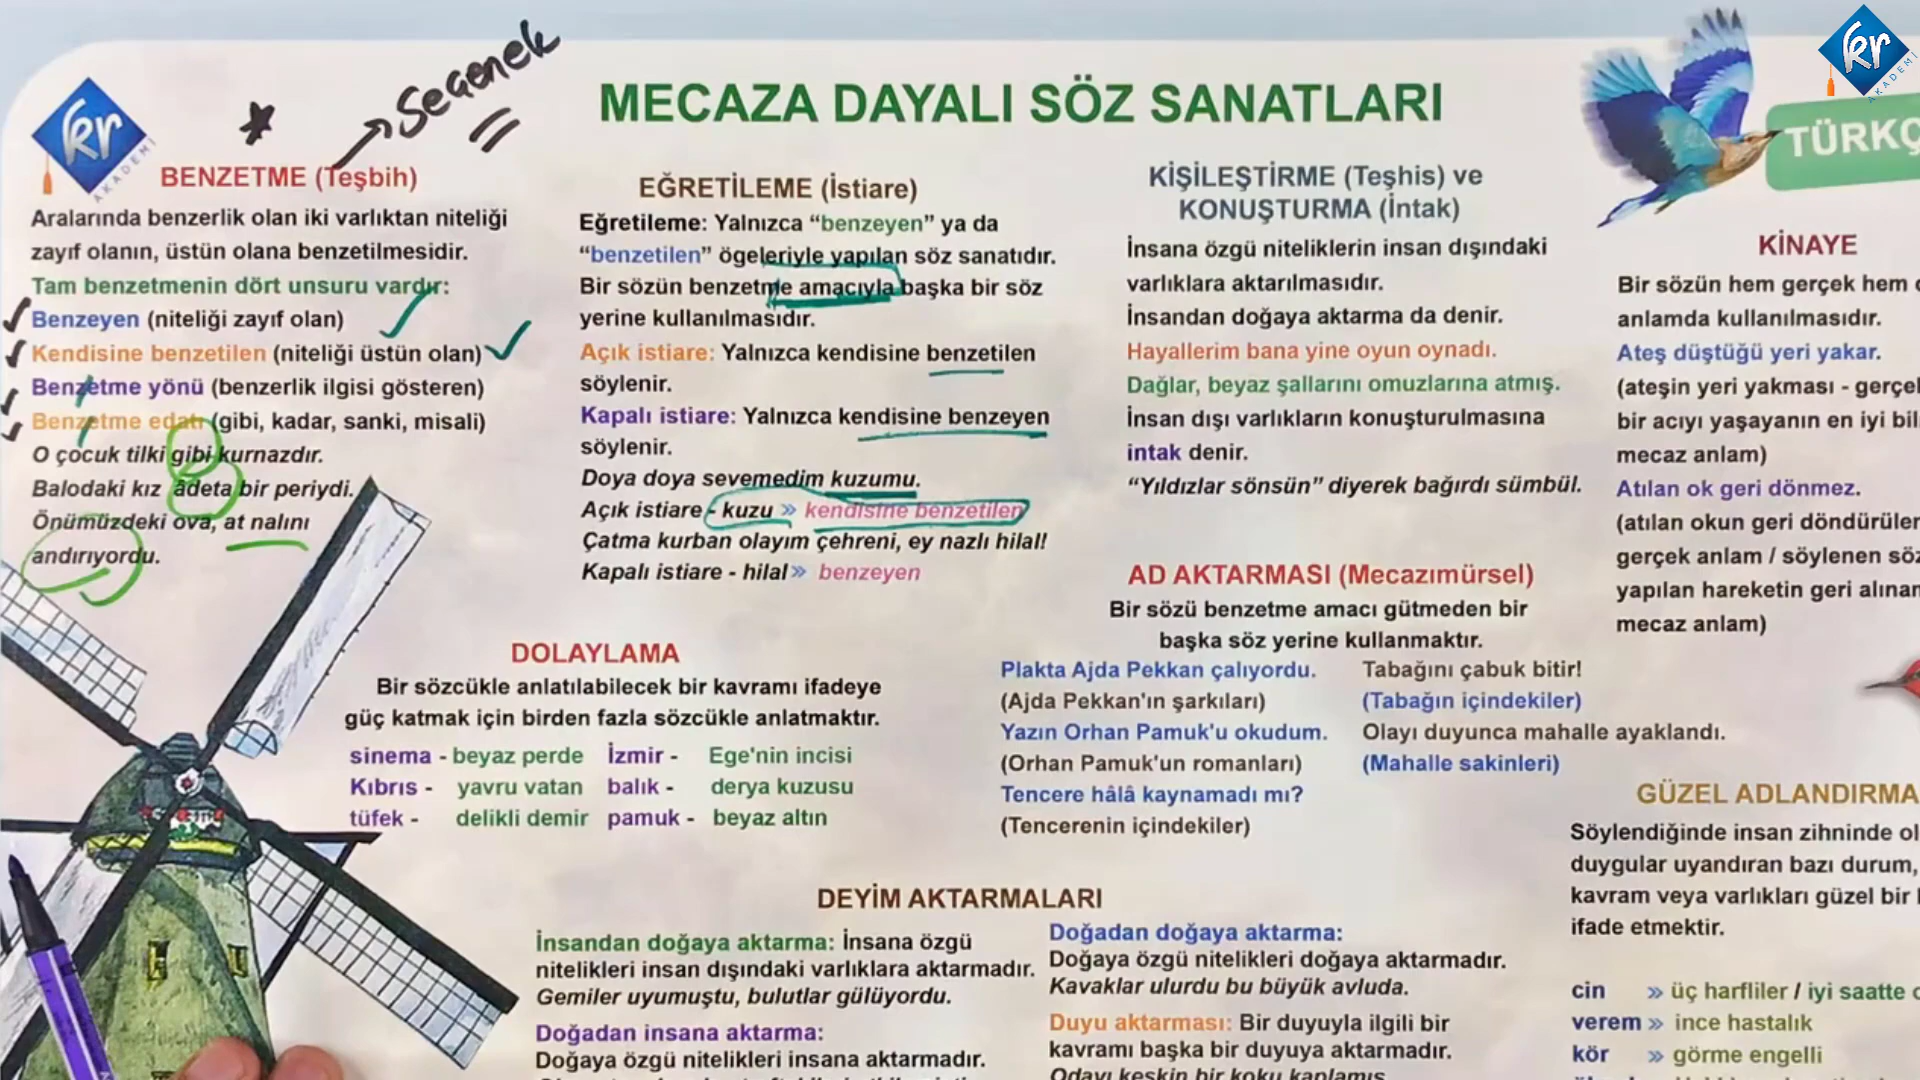 kr
AKADEMİ
Seçenek
MECAZA DAYALI SÖZ SANATLARI
kr
AKADEMİ
TÜRKÇ
BENZETME (Teşbih)
Aralarında benzerlik olan iki varlıktan niteliği
zayıf olanın, üstün olana benzetilmesidir.
Tam benzetmenin dört unsuru vardır:
Benzeyen (niteliği zayıf olan)
Kendisine benzetilen (niteliği üstün olan)
Benzetme yönü (benzerlik ilgisi gösteren)
Benzetme edatı (gibi, kadar, sanki, misali)
O çocuk tilki gibi kurnazdır.
Balodaki kız âdeta bir periydi.
Önümüzdeki ova, at nalını
andırıyordu.
EĞRETİLEME (İstiare)
Eğretileme: Yalnızca “benzeyen” ya da
“benzetilen” ögeleriyle yapılan söz sanatıdır.
Bir sözün benzetme amacıyla başka bir söz
yerine kullanılmasıdır.
Açık istiare: Yalnızca kendisine benzetilen
söylenir.
Kapalı istiare: Yalnızca kendisine benzeyen
söylenir.
Doya doya sevemedim kuzumu.
Açık istiare - kuzu » kendisine benzetilen
Çatma kurban olayım çehreni, ey nazlı hilal!
Kapalı istiare - hilal » benzeyen
KİŞİLEŞTİRME (Teşhis) ve
KONUŞTURMA (İntak)
İnsana özgü niteliklerin insan dışındaki
varlıklara aktarılmasıdır.
İnsandan doğaya aktarma da denir.
Hayallerim bana yine oyun oynadı.
Dağlar, beyaz şallarını omuzlarına atmış.
İnsan dışı varlıkların konuşturulmasına
intak denir.
“Yıldızlar sönsün” diyerek bağırdı sümbül.
KİNAYE
Bir sözün hem gerçek hem
anlamda kullanılmasıdır.
Ateş düştüğü yeri yakar.
(ateşin yeri yakması - gerçe
bir acıyı yaşayanın en iyi bil
mecaz anlam)
Atılan ok geri dönmez.
(atılan okun geri döndürüler
gerçek anlam / söylenen söz
yapılan hareketin geri alınan
mecaz anlam)
AD AKTARMASI (Mecazımürsel)
Bir sözü benzetme amacı gütmeden bir
başka söz yerine kullanmaktır.
Plakta Ajda Pekkan çalıyordu.
(Ajda Pekkan'ın şarkıları)
Yazın Orhan Pamuk'u okudum.
(Orhan Pamuk'un romanları)
Tencere hâlâ kaynamadı mı?
(Tencerenin içindekiler)
Tabağını çabuk bitir!
(Tabağın içindekiler)
Olayı duyunca mahalle ayaklandı.
(Mahalle sakinleri)
DOLAYLAMA
Bir sözcükle anlatılabilecek bir kavramı ifadeye
güç katmak için birden fazla sözcükle anlatmaktır.
sinema - beyaz perde İzmir - Ege'nin incisi
Kıbrıs - yavru vatan balık - derya kuzusu
tüfek - delikli demir pamuk - beyaz altın
GÜZEL ADLANDIRMA
Söylendiğinde insan zihninde ol
duygular uyandıran bazı durum,
kavram veya varlıkları güzel bir
ifade etmektir.
cin » üç harfliler / iyi saatte
verem » ince hastalık
kör » görme engelli
DEYİM AKTARMALARI
İnsandan doğaya aktarma: İnsana özgü
nitelikleri insan dışındaki varlıklara aktarmadır.
Gemiler uyumuştu, bulutlar gülüyordu.
Doğadan insana aktarma:
Doğaya özgü nitelikleri insana aktarmadır.
Doğadan doğaya aktarma:
Doğaya özgü nitelikleri doğaya aktarmadır.
Kavaklar ulurdu bu büyük avluda.
Duyu aktarması: Bir duyuyla ilgili bir
kavramı başka bir duyuya aktarmadır.
Odayı keskin bir koku kaplamış